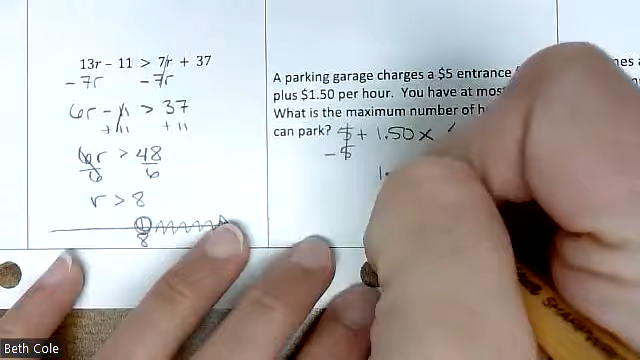 13r − 11 > 7r + 37
−7r −7r
6r − 11 > 37
+11 +11
6r > 48
6 6
r > 8
8
A parking garage charges a $5 entrance
plus $1.50 per hour. You have at most
What is the maximum number of
can park? 5 + 1.50x
−5
1.
SHARPIE
Beth Cole